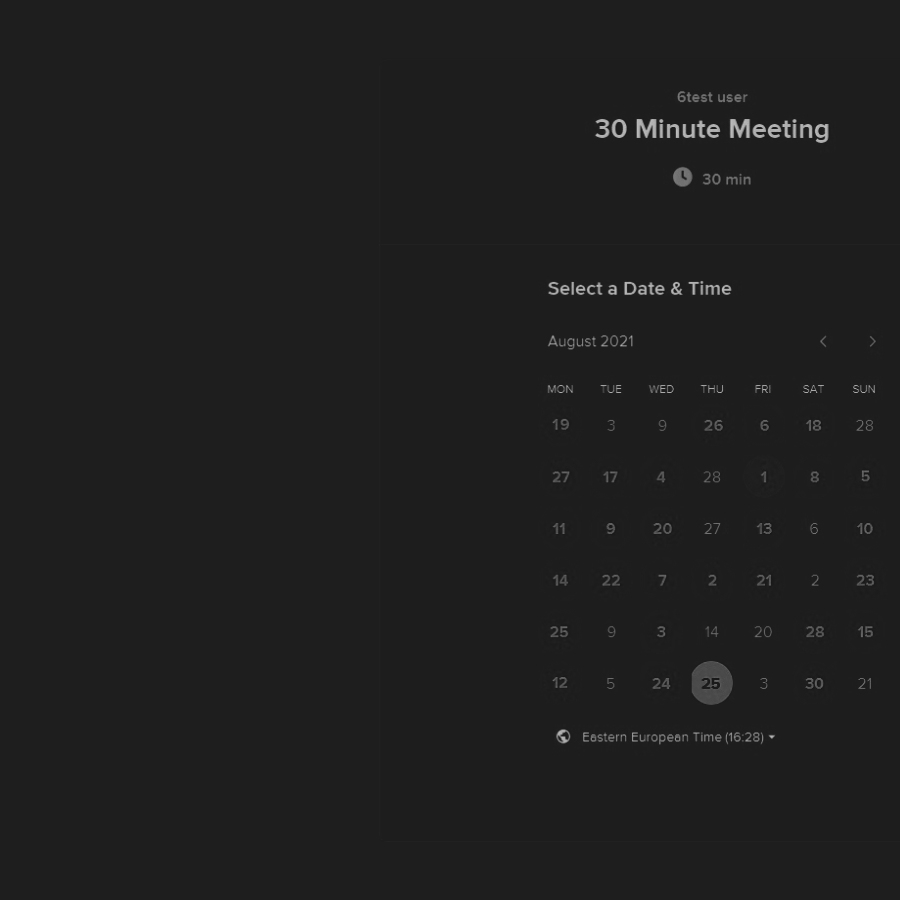 6test user
30 Minute Meeting
30 min
Select a Date & Time
August 2021
MON TUE WED THU FRI SAT SUN
19 3 9 26 6 18 28
27 17 4 28 1 8 5
11 9 20 27 13 6 10
14 22 7 2 21 2 23
25 9 3 14 20 28 15
12 5 24 25 3 30 21
Eastern European Time (16:28)